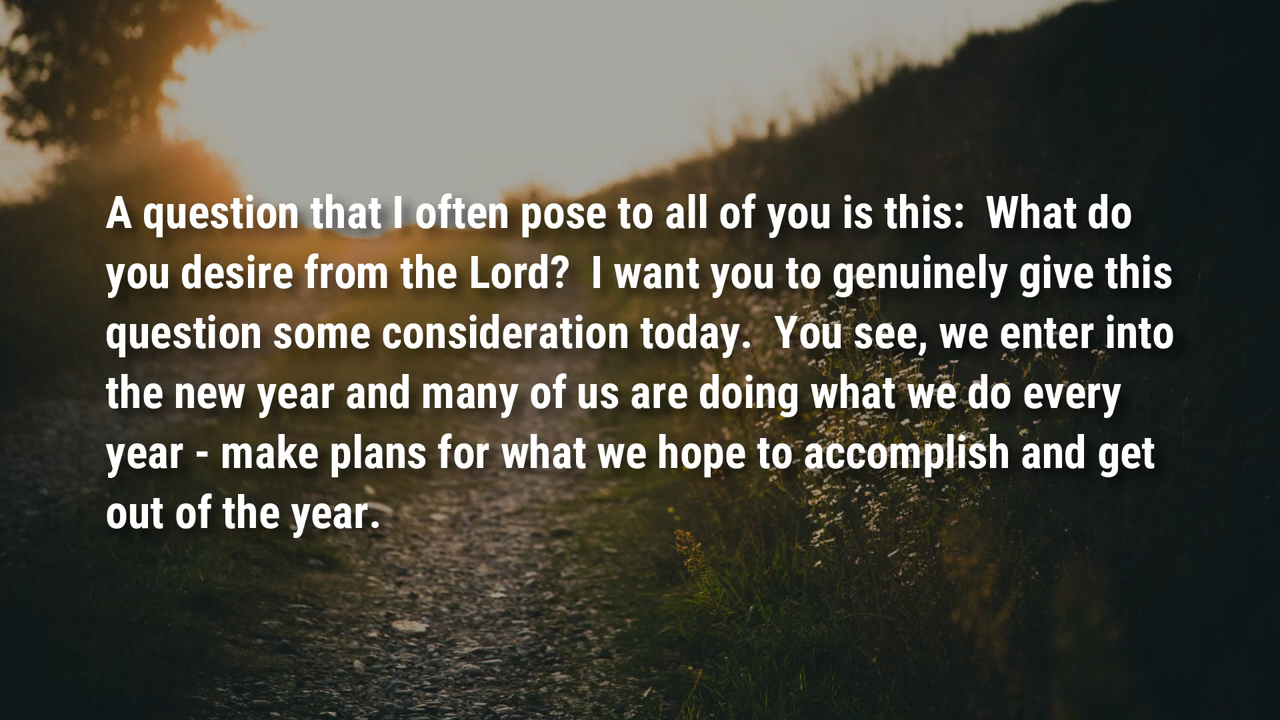 A question that I often pose to all of you is this:  What do
you desire from the Lord?  I want you to genuinely give this
question some consideration today.  You see, we enter into
the new year and many of us are doing what we do every
year - make plans for what we hope to accomplish and get
out of the year.